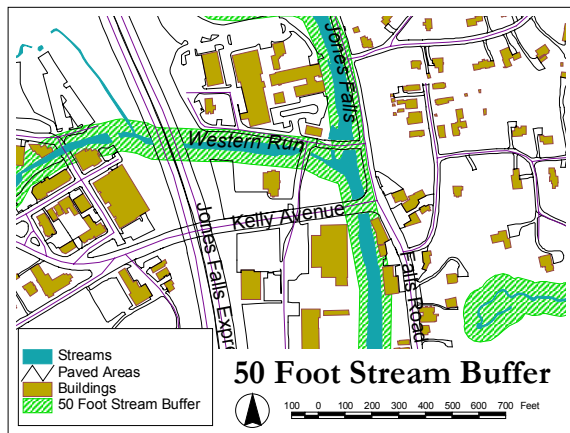 Jones Falls
Western Run
Kelly Avenue
Jones Falls Expre
Falls Road
Streams
Paved Areas
Buildings
50 Foot Stream Buffer
50 Foot Stream Buffer
100 0 100 200 300 400 500 600 700 Feet